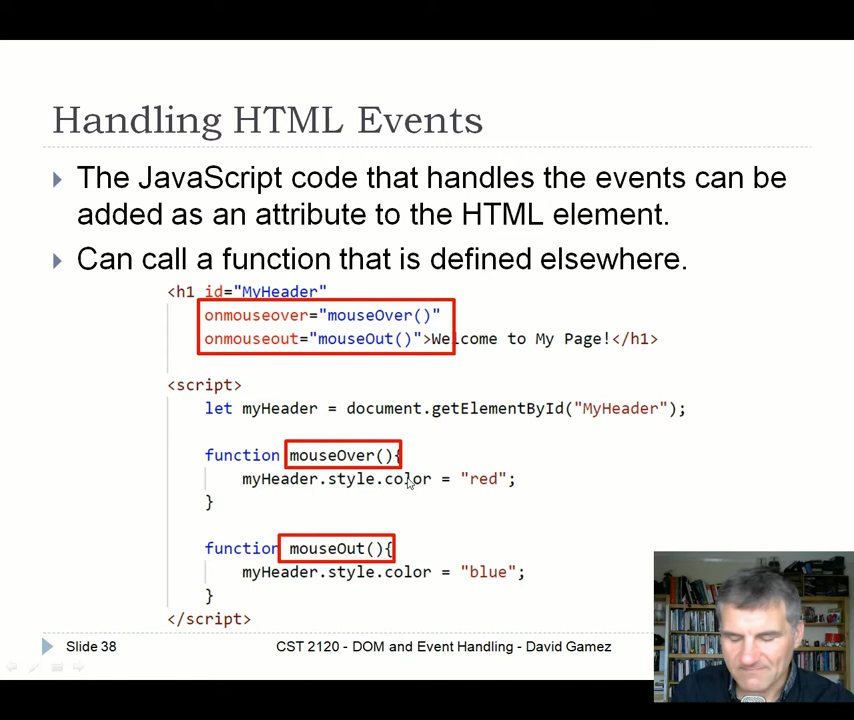 Handling HTML Events
The JavaScript code that handles the events can be
added as an attribute to the HTML element.
Can call a function that is defined elsewhere.
<h1 id="MyHeader"
onmouseover="mouseOver()"
onmouseout="mouseOut()">Welcome to My Page!</h1>
<script>
let myHeader = document.getElementById("MyHeader");
function mouseOver(){
myHeader.style.color = "red";
}
function mouseOut(){
myHeader.style.color = "blue";
}
</script>
Slide 38
CST 2120 - DOM and Event Handling - David Gamez